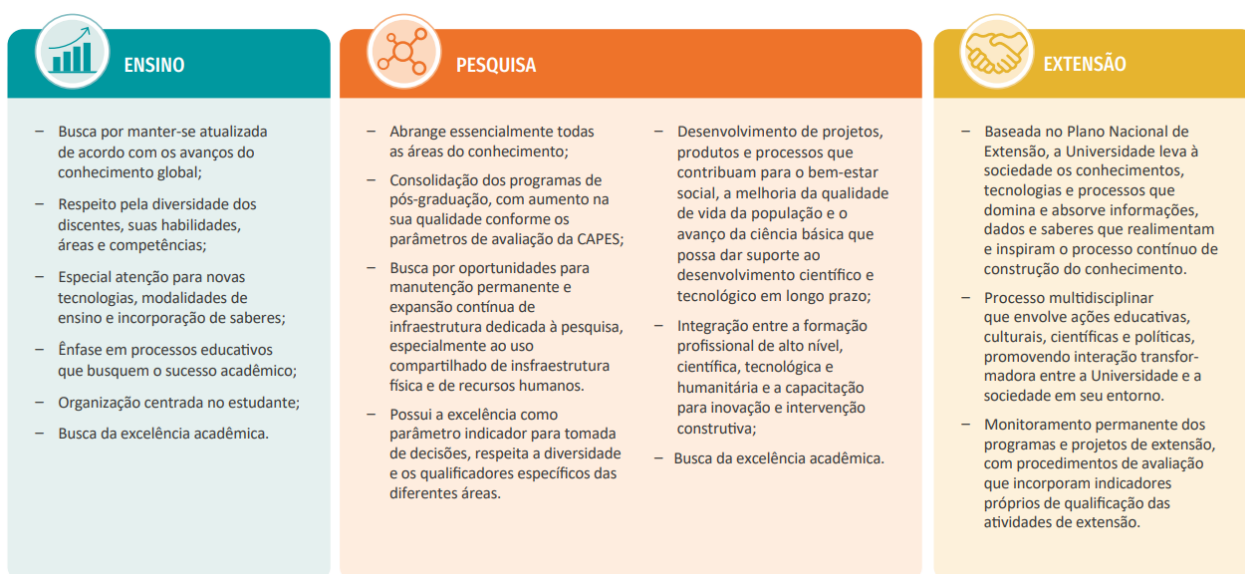 ENSINO
– Busca por manter-se atualizada
de acordo com os avanços do
conhecimento global;
– Respeito pela diversidade dos
discentes, suas habilidades,
áreas e competências;
– Especial atenção para novas
tecnologias, modalidades de
ensino e incorporação de saberes;
– Ênfase em processos educativos
que busquem o sucesso acadêmico;
– Organização centrada no estudante;
– Busca da excelência acadêmica.
PESQUISA
– Abrange essencialmente todas
as áreas do conhecimento;
– Consolidação dos programas de
pós-graduação, com aumento na
sua qualidade conforme os
parâmetros de avaliação da CAPES;
– Busca por oportunidades para
manutenção permanente e
expansão contínua de
infraestrutura dedicada à pesquisa,
especialmente ao uso
compartilhado de insfraestrutura
física e de recursos humanos.
– Possui a excelência como
parâmetro indicador para tomada
de decisões, respeita a diversidade
e os qualificadores específicos das
diferentes áreas.
– Desenvolvimento de projetos,
produtos e processos que
contribuam para o bem-estar
social, a melhoria da qualidade
de vida da população e o
avanço da ciência básica que
possa dar suporte ao
desenvolvimento científico e
tecnológico em longo prazo;
– Integração entre a formação
profissional de alto nível,
científica, tecnológica e
humanitária e a capacitação
para inovação e intervenção
construtiva;
– Busca da excelência acadêmica.
EXTENSÃO
– Baseada no Plano Nacional de
Extensão, a Universidade leva à
sociedade os conhecimentos,
tecnologias e processos que
domina e absorve informações,
dados e saberes que realimentam
e inspiram o processo contínuo de
construção do conhecimento.
– Processo multidisciplinar
que envolve ações educativas,
culturais, científicas e políticas,
promovendo interação transfor-
madora entre a Universidade e a
sociedade em seu entorno.
– Monitoramento permanente dos
programas e projetos de extensão,
com procedimentos de avaliação
que incorporam indicadores
próprios de qualificação das
atividades de extensão.